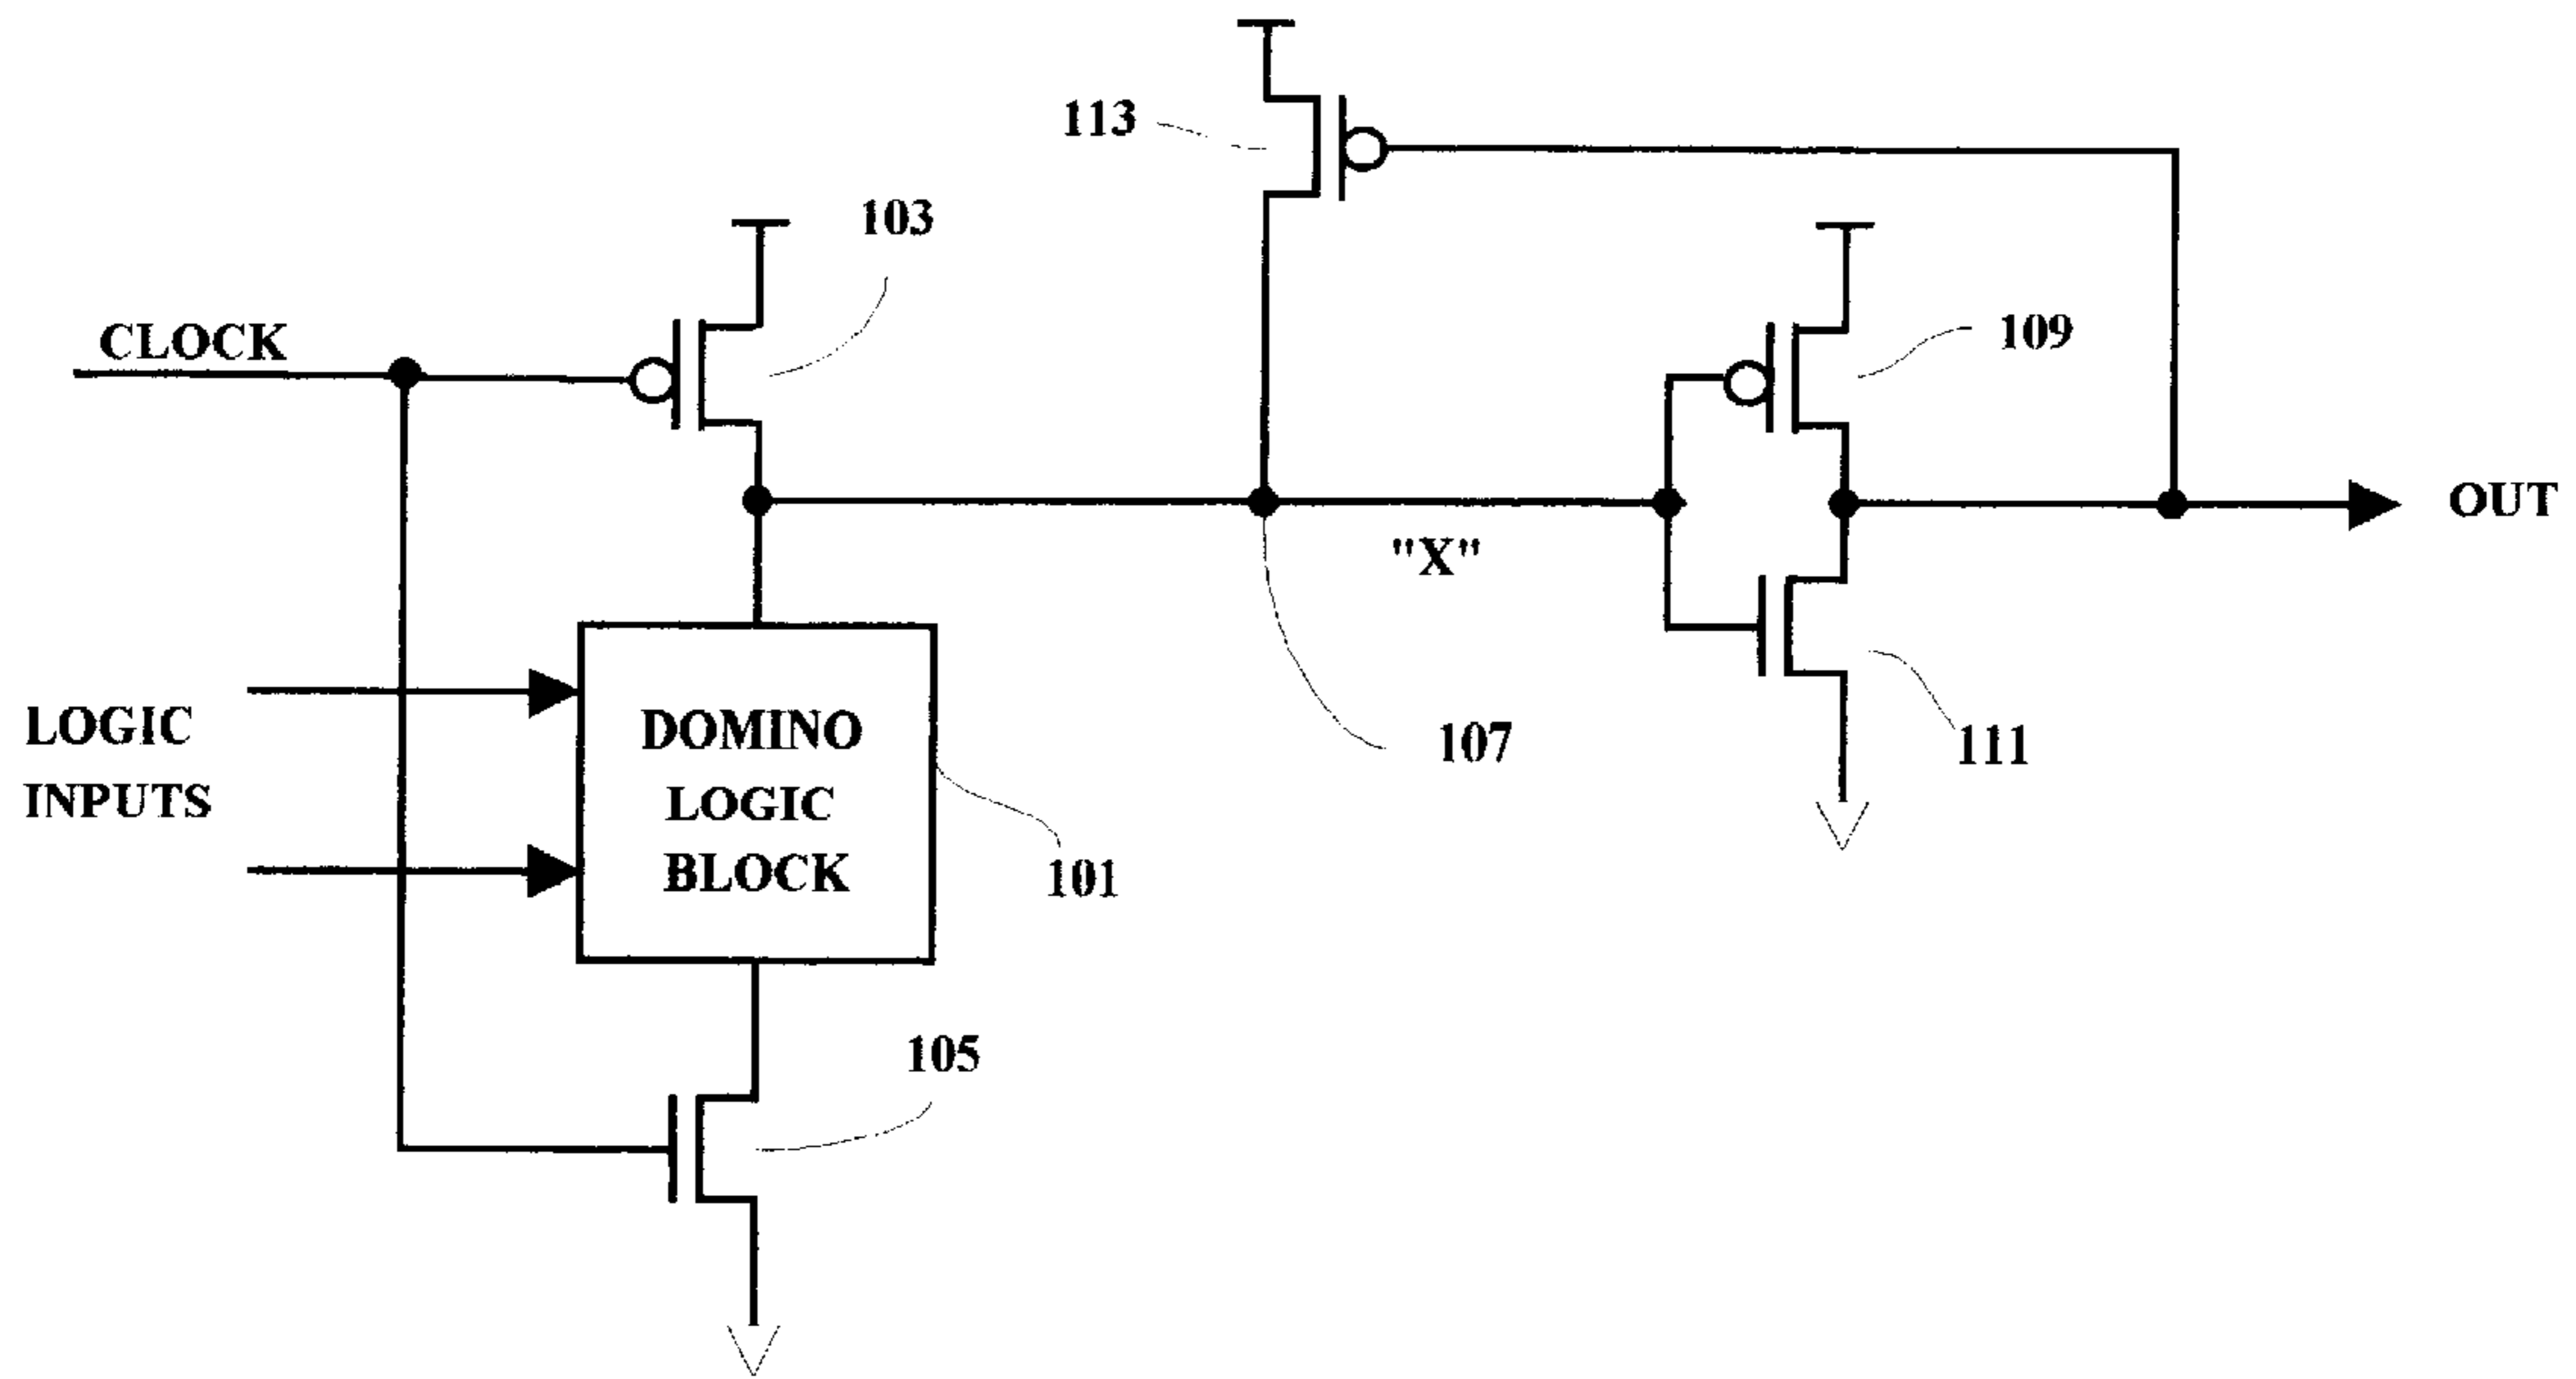 113
103
CLOCK
109
OUT
"X"
LOGIC
INPUTS
DOMINO
LOGIC
BLOCK
107
111
101
105